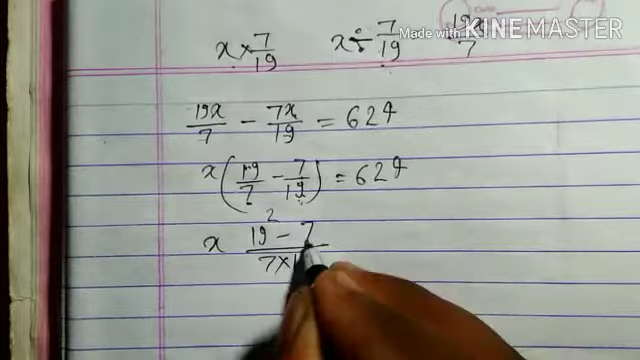 Made with KINEMASTER
x × 7/19 x ÷ 7/19 19x/7
19x/7 - 7x/19 = 624
x(19/7 - 7/19) = 624
x 19² - 7 / 7×1